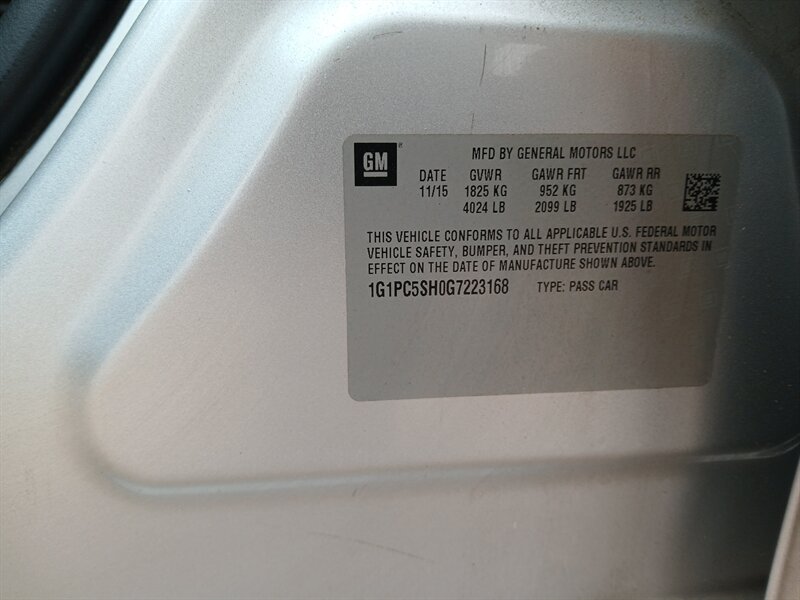 GM
MFD BY GENERAL MOTORS LLC
DATE GVWR GAWR FRT GAWR RR
11/15 1825 KG 952 KG 873 KG
4024 LB 2099 LB 1925 LB
THIS VEHICLE CONFORMS TO ALL APPLICABLE U.S. FEDERAL MOTOR
VEHICLE SAFETY, BUMPER, AND THEFT PREVENTION STANDARDS IN
EFFECT ON THE DATE OF MANUFACTURE SHOWN ABOVE.
1G1PC5SH0G7223168 TYPE: PASS CAR